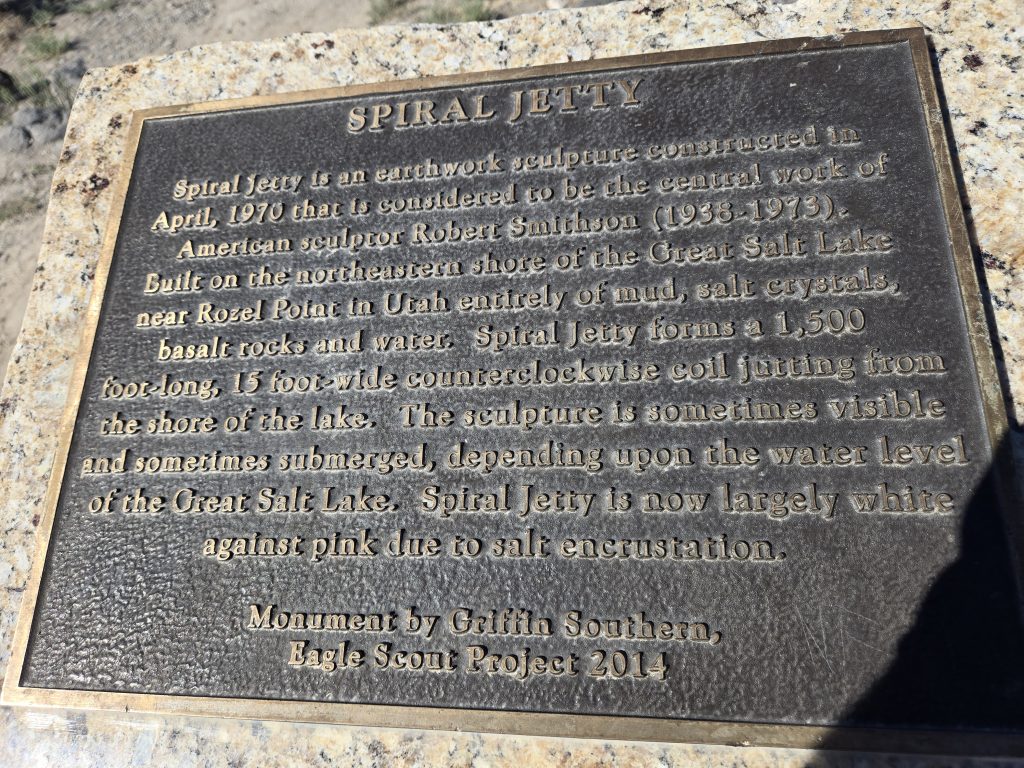 SPIRAL JETTY
Spiral Jetty is an earthwork sculpture constructed in
April, 1970 that is considered to be the central work of
American sculptor Robert Smithson (1938-1973).
Built on the northeastern shore of the Great Salt Lake
near Rozel Point in Utah entirely of mud, salt crystals,
basalt rocks and water. Spiral Jetty forms a 1,500
foot-long, 15 foot-wide counterclockwise coil jutting from
the shore of the lake. The sculpture is sometimes visible
and sometimes submerged, depending upon the water level
of the Great Salt Lake. Spiral Jetty is now largely white
against pink due to salt encrustation.
Monument by Griffin Southern,
Eagle Scout Project 2014